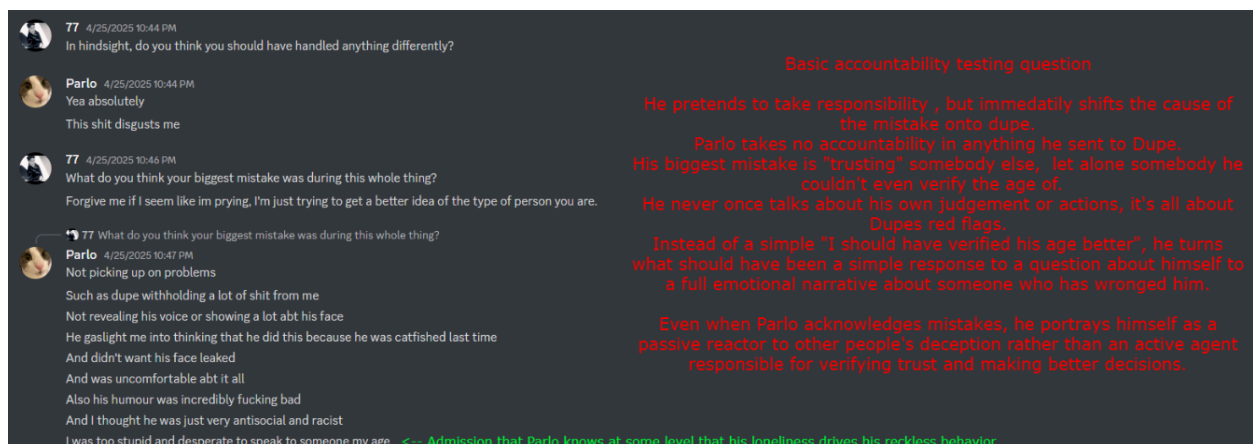 77 4/25/2025 10:44 PM
In hindsight, do you think you should have handled anything differently?
Parlo 4/25/2025 10:44 PM
Yea absolutely
This shit disgusts me
77 4/25/2025 10:46 PM
What do you think your biggest mistake was during this whole thing?
Forgive me if I seem like im prying, I'm just trying to get a better idea of the type of person you are.
77 What do you think your biggest mistake was during this whole thing?
Parlo 4/25/2025 10:47 PM
Not picking up on problems
Such as dupe withholding a lot of shit from me
Not revealing his voice or showing a lot abt his face
He gaslight me into thinking that he did this because he was catfished last time
And didn't want his face leaked
And was uncomfortable abt it all
Also his humour was incredibly fucking bad
And I thought he was just very antisocial and racist
I was too stupid and desperate to speak to someone my age <-- Admission that Parlo knows at some level that his loneliness drives his reckless behavior
Basic accountability testing question
He pretends to take responsibility , but immedatily shifts the cause of
the mistake onto dupe.
Parlo takes no accountability in anything he sent to Dupe.
His biggest mistake is "trusting" somebody else, let alone somebody he
couldn't even verify the age of.
He never once talks about his own judgement or actions, it's all about
Dupes red flags.
Instead of a simple "I should have verified his age better", he turns
what should have been a simple response to a question about himself to
a full emotional narrative about someone who has wronged him.
Even when Parlo acknowledges mistakes, he portrays himself as a
passive reactor to other people's deception rather than an active agent
responsible for verifying trust and making better decisions.